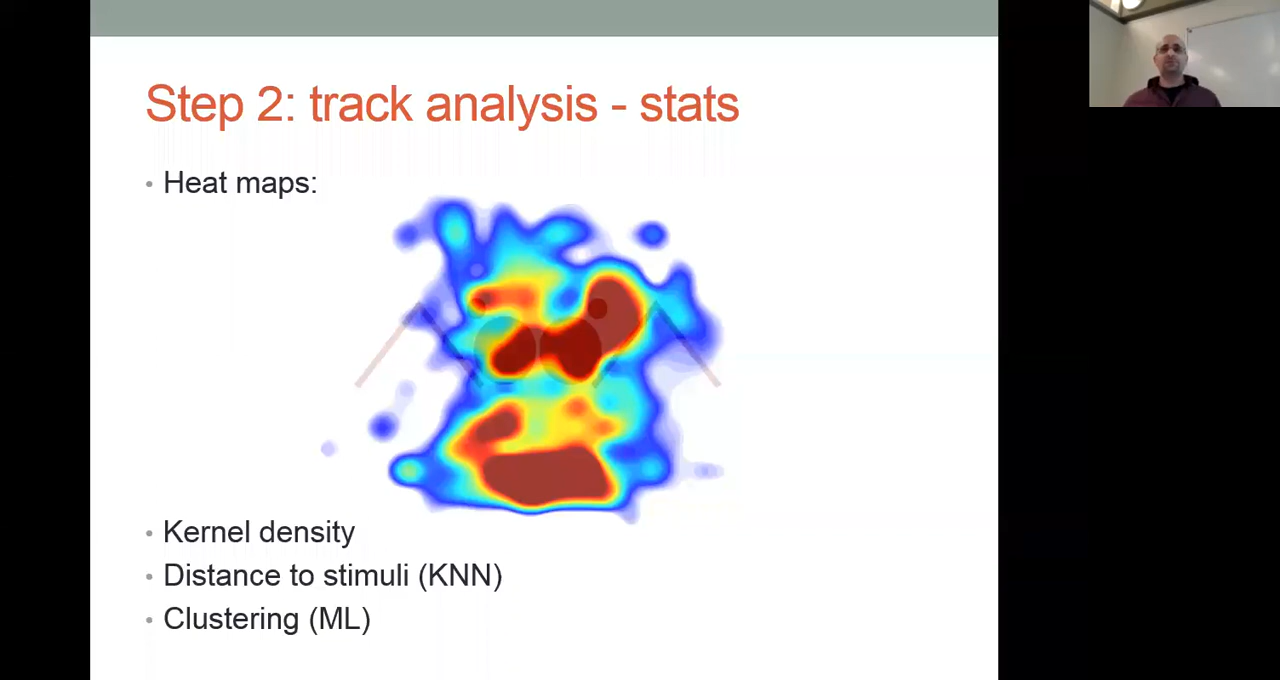 Step 2: track analysis - stats
• Heat maps:
• Kernel density
• Distance to stimuli (KNN)
• Clustering (ML)